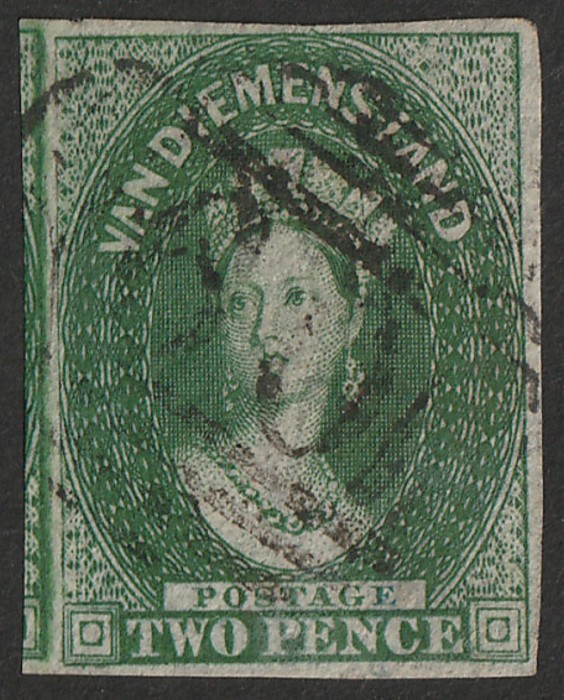 VAN DIEMENS LAND
POSTAGE
TWO PENCE